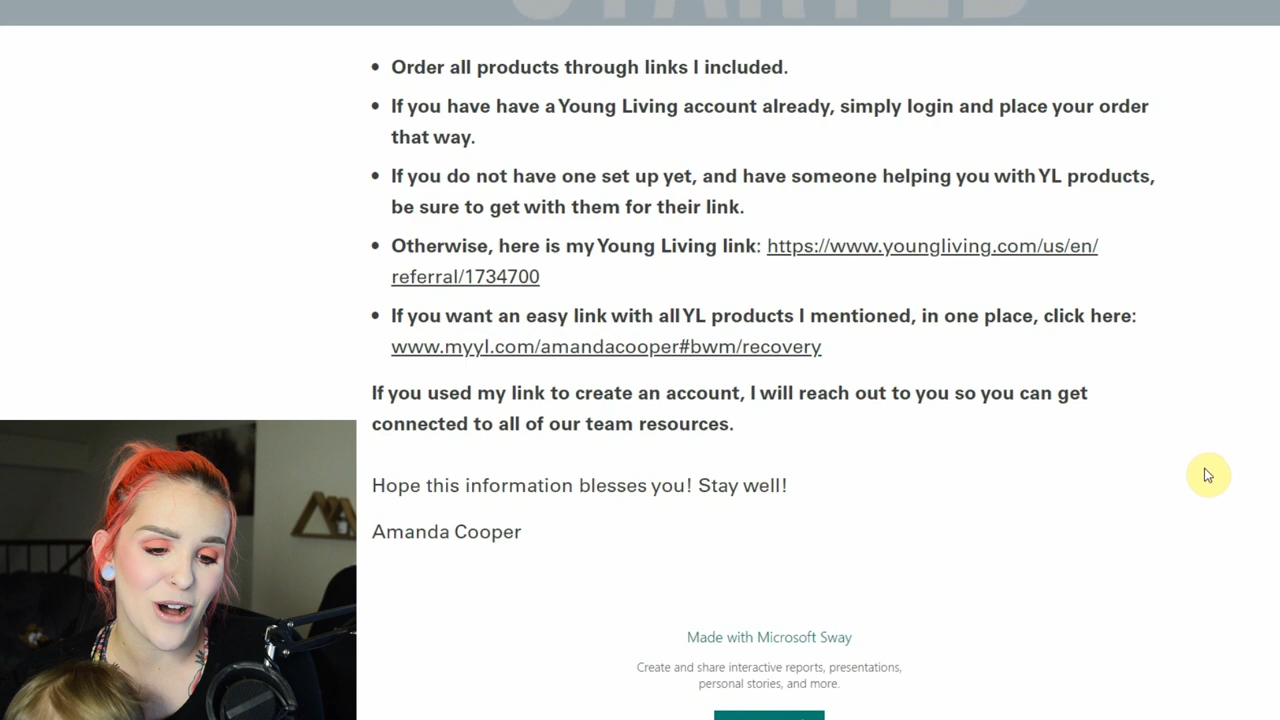 STARTED
Order all products through links I included.
If you have have a Young Living account already, simply login and place your order
that way.
If you do not have one set up yet, and have someone helping you with YL products,
be sure to get with them for their link.
Otherwise, here is my Young Living link: https://www.youngliving.com/us/en/
referral/1734700
If you want an easy link with all YL products I mentioned, in one place, click here:
www.myyl.com/amandacooper#bwm/recovery
If you used my link to create an account, I will reach out to you so you can get
connected to all of our team resources.
Hope this information blesses you! Stay well!
Amanda Cooper
Made with Microsoft Sway
Create and share interactive reports, presentations,
personal stories, and more.